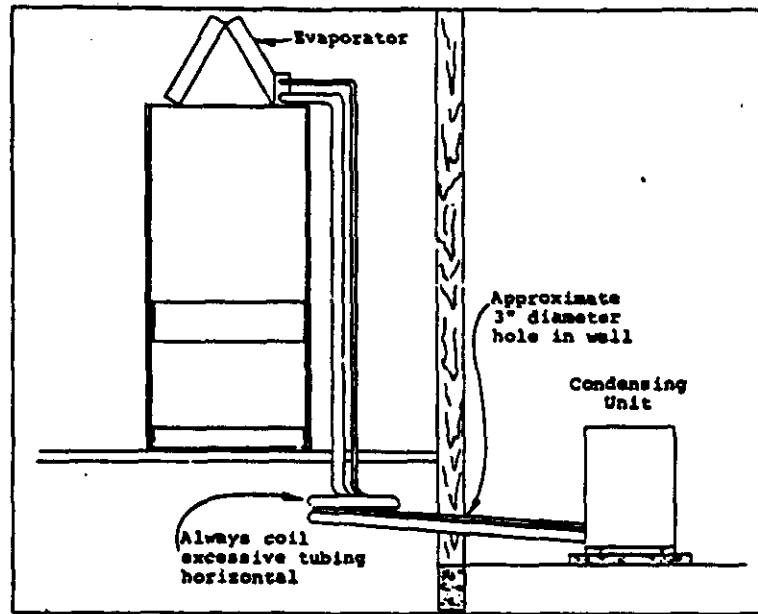 Evaporator
Approximate
3" diameter
hole in wall
Condensing
Unit
Always coil
excessive tubing
horizontal